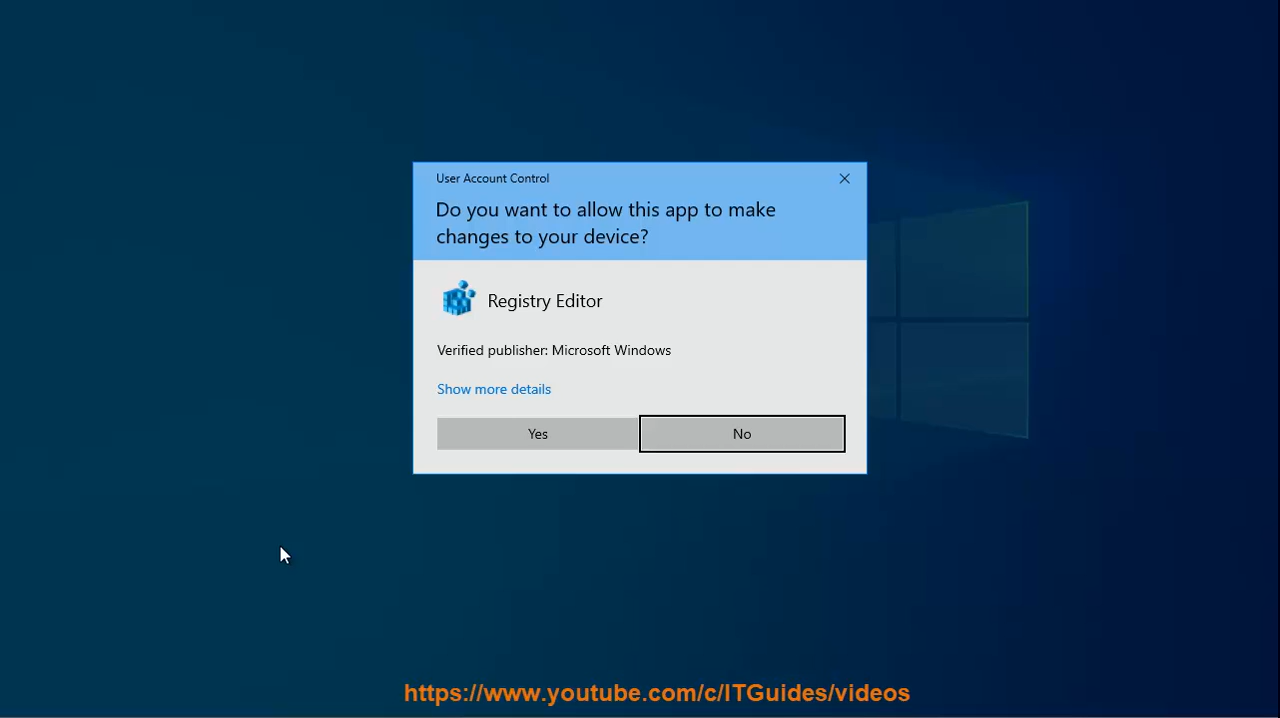 User Account Control
Do you want to allow this app to make
changes to your device?
Registry Editor
Verified publisher: Microsoft Windows
Show more details
Yes
No
https://www.youtube.com/c/ITGuides/videos